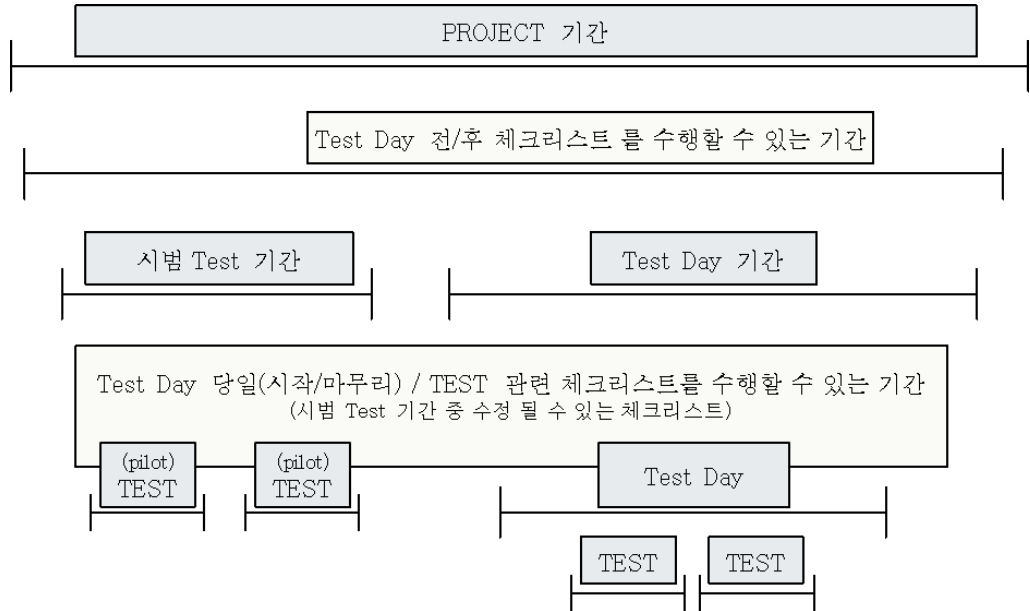 PROJECT 기간
Test Day 전/후 체크리스트 를 수행할 수 있는 기간
시범 Test 기간
Test Day 기간
Test Day 당일(시작/마무리) / TEST 관련 체크리스트를 수행할 수 있는 기간
(시범 Test 기간 중 수정 될 수 있는 체크리스트)
(pilot)
TEST
(pilot)
TEST
Test Day
TEST
TEST